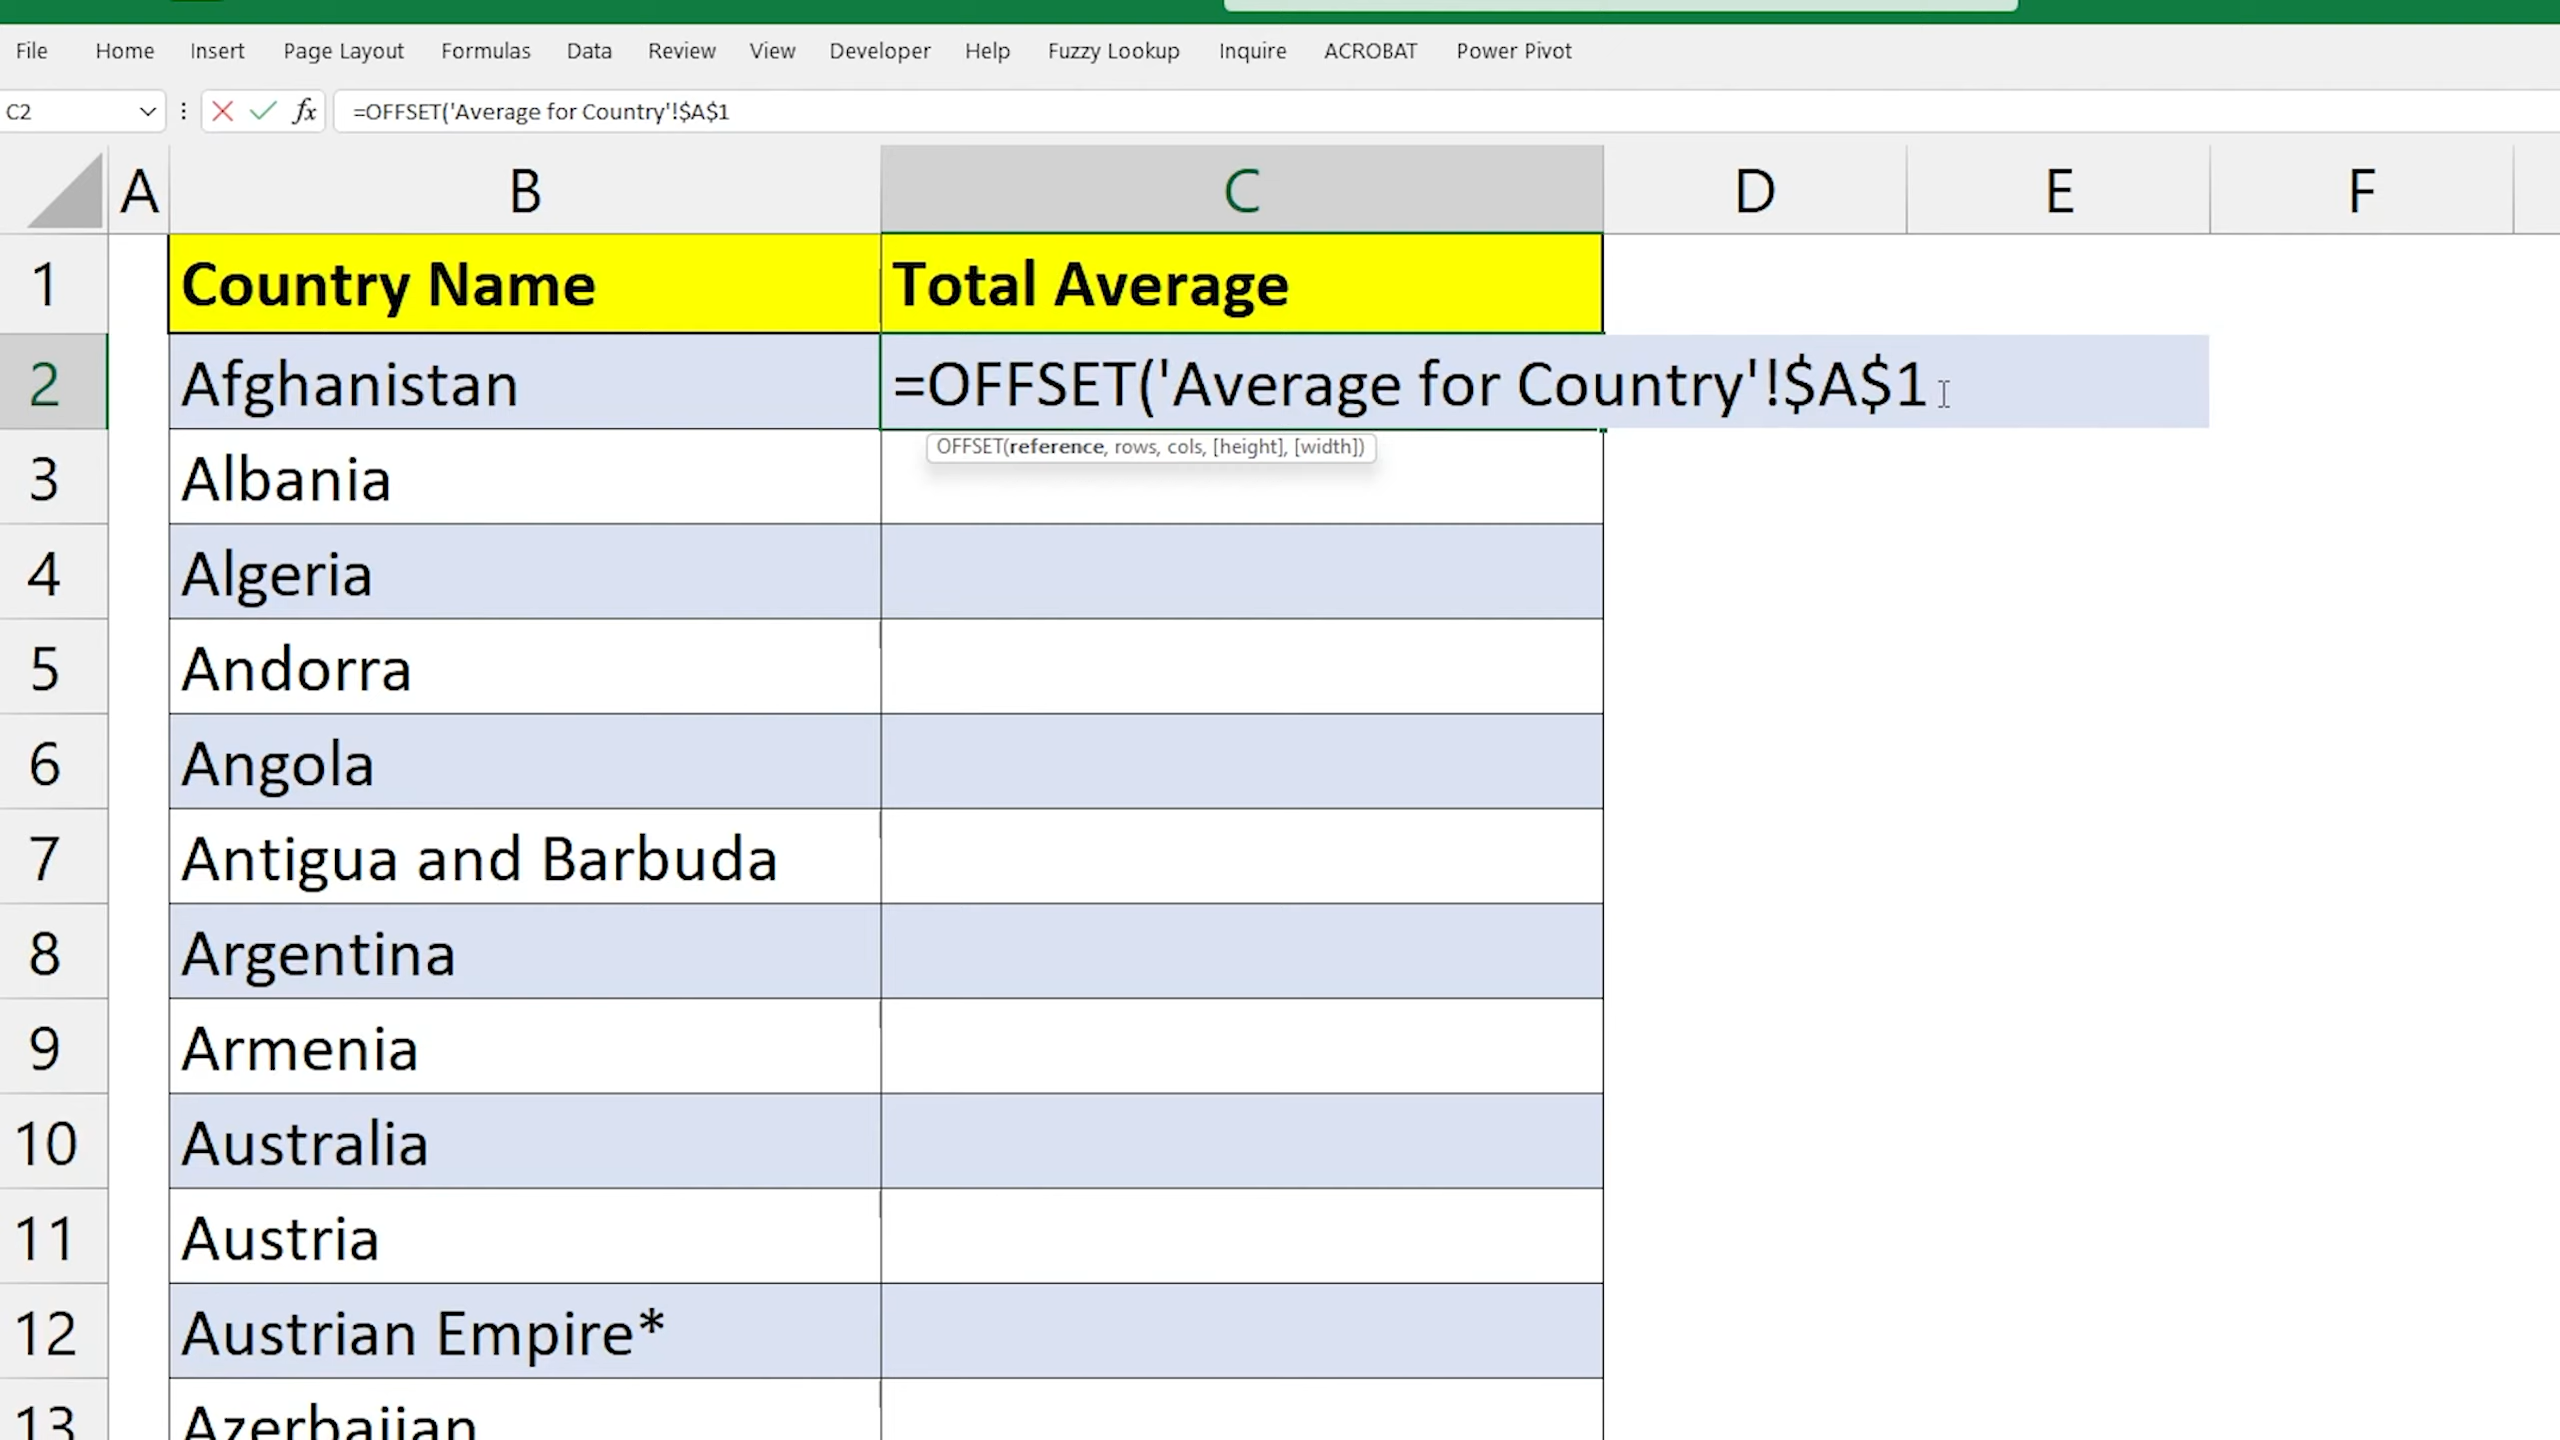 File Home Insert Page Layout Formulas Data Review View Developer Help Fuzzy Lookup Inquire ACROBAT Power Pivot
C2 fx =OFFSET('Average for Country'!$A$1
A B C D E F
1 Country Name Total Average
2 Afghanistan =OFFSET('Average for Country'!$A$1
OFFSET(reference, rows, cols, [height], [width])
3 Albania
4 Algeria
5 Andorra
6 Angola
7 Antigua and Barbuda
8 Argentina
9 Armenia
10 Australia
11 Austria
12 Austrian Empire*
13 Azerbaijan